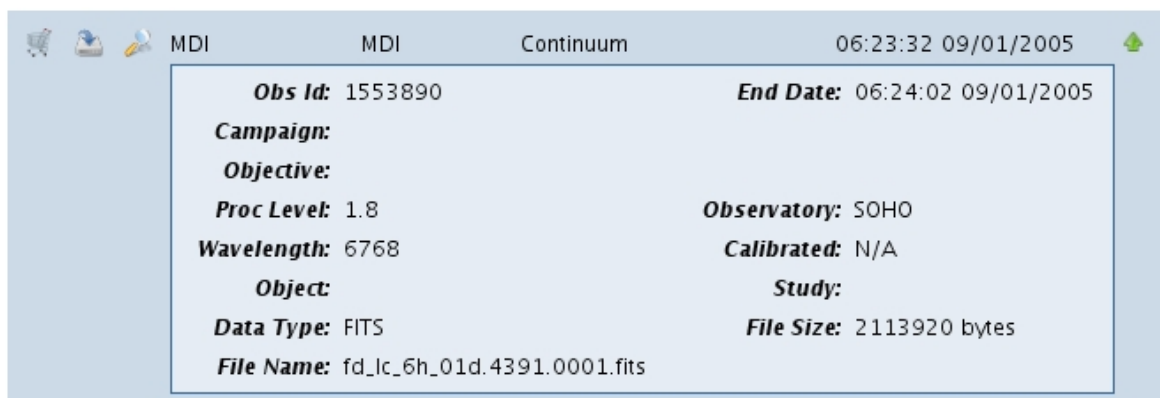 MDI MDI Continuum 06:23:32 09/01/2005
Obs Id: 1553890 End Date: 06:24:02 09/01/2005
Campaign:
Objective:
Proc Level: 1.8 Observatory: SOHO
Wavelength: 6768 Calibrated: N/A
Object: Study:
Data Type: FITS File Size: 2113920 bytes
File Name: fd_lc_6h_01d.4391.0001.fits